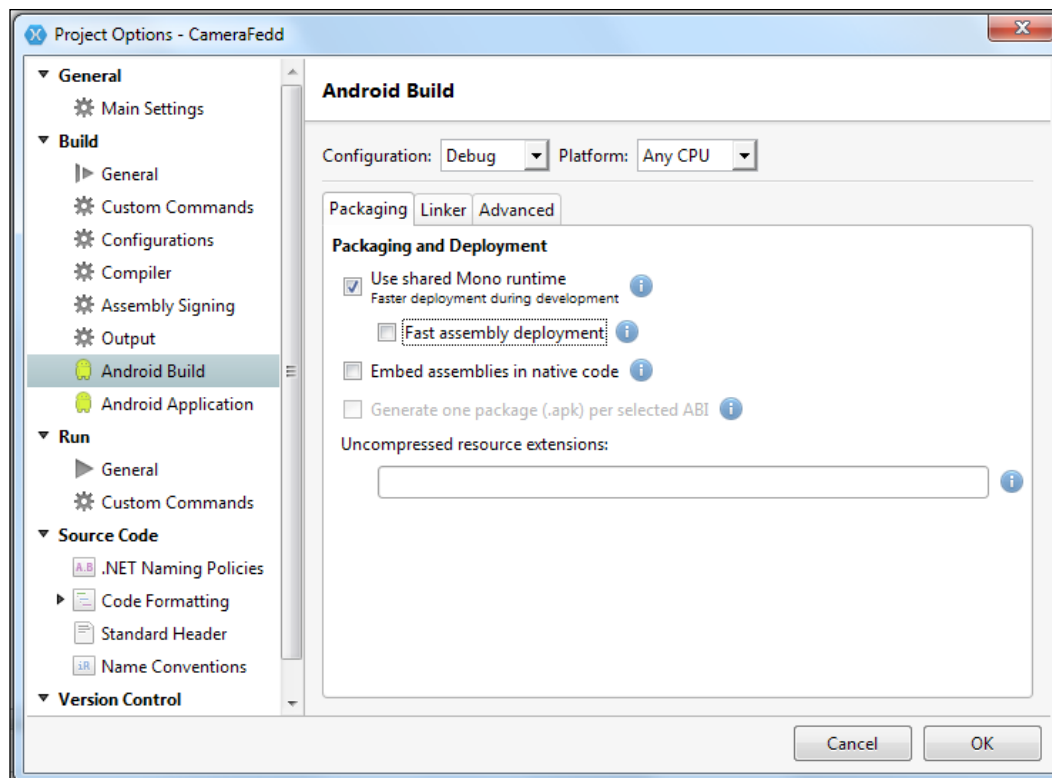 Project Options - CameraFedd
General
Main Settings
Build
General
Custom Commands
Configurations
Compiler
Assembly Signing
Output
Android Build
Android Application
Run
General
Custom Commands
Source Code
A.B .NET Naming Policies
Code Formatting
Standard Header
iR Name Conventions
Version Control
Android Build
Configuration: Debug Platform: Any CPU
Packaging Linker Advanced
Packaging and Deployment
Use shared Mono runtime
Faster deployment during development
Fast assembly deployment
Embed assemblies in native code
Generate one package (.apk) per selected ABI
Uncompressed resource extensions:
Cancel OK